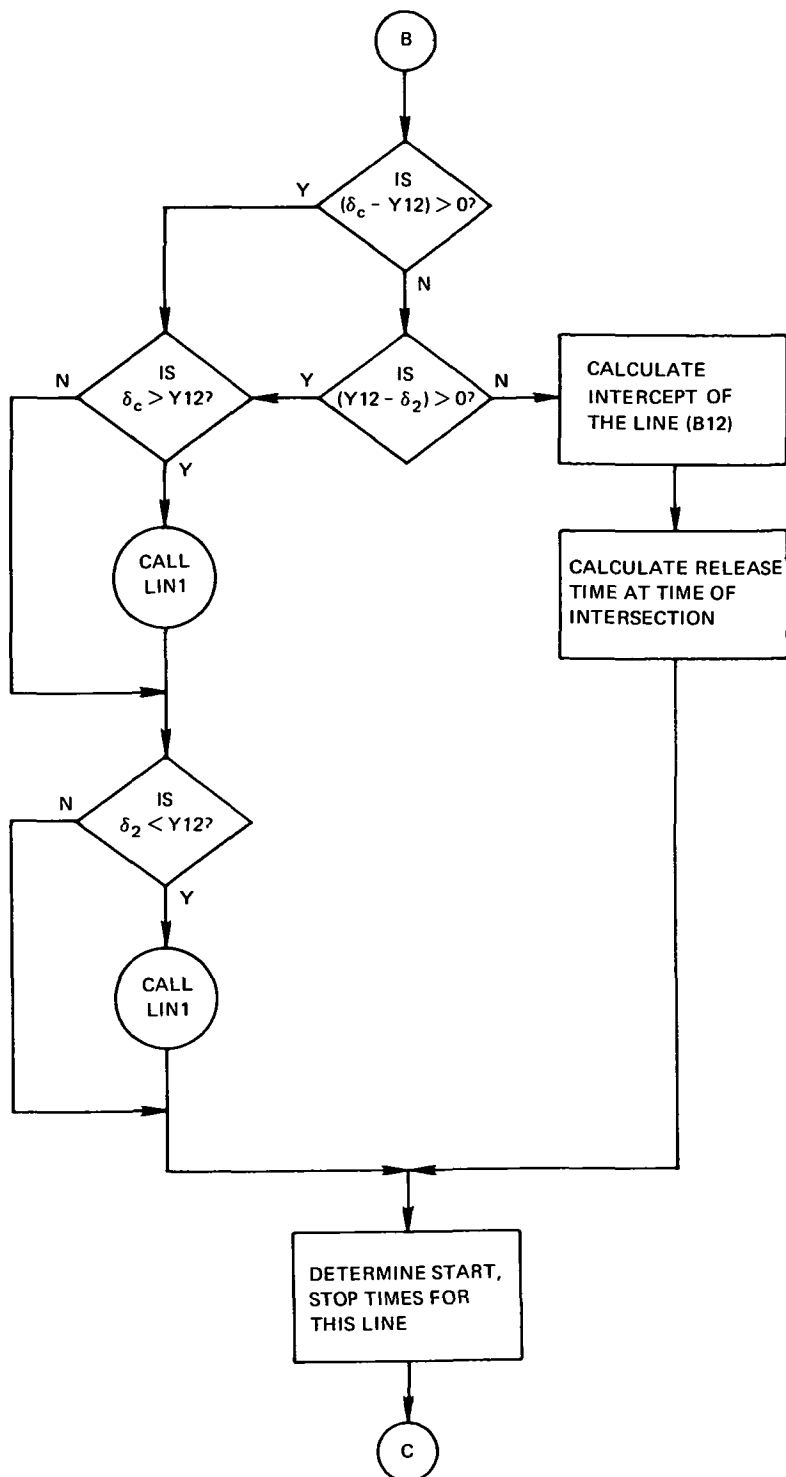 B
IS
(δc - Y12) > 0?
Y
N
IS
δc > Y12?
N
Y
IS
(Y12 - δ2) > 0?
Y
N
CALCULATE
INTERCEPT OF
THE LINE (B12)
CALL
LIN1
CALCULATE RELEASE
TIME AT TIME OF
INTERSECTION
IS
δ2 < Y12?
N
Y
CALL
LIN1
DETERMINE START,
STOP TIMES FOR
THIS LINE
C